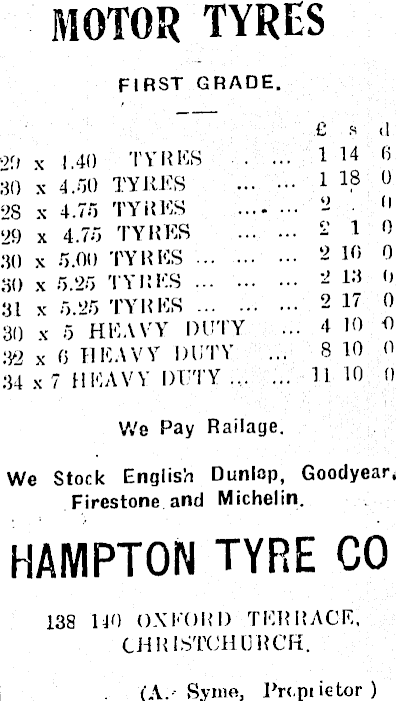 MOTOR TYRES
FIRST GRADE.
£ s d
29 x 4.40 TYRES . ... 1 14 6
30 x 4.50 TYRES ... ... 1 18 0
28 x 4.75 TYRES ... ... 2 . 0
29 x 4.75 TYRES ... ... 2 1 0
30 x 5.00 TYRES ... ... ... 2 16 0
30 x 5.25 TYRES ... ... ... 2 13 0
31 x 5.25 TYRES ... ... ... 2 17 0
30 x 5 HEAVY DUTY ... 4 10 0
32 x 6 HEAVY DUTY ... 8 10 0
34 x 7 HEAVY DUTY ... ... 11 10 0
We Pay Railage.
We Stock English Dunlop, Goodyear,
Firestone and Michelin.
HAMPTON TYRE CO
138 140 OXFORD TERRACE,
CHRISTCHURCH.
(A. Syme, Proprietor)